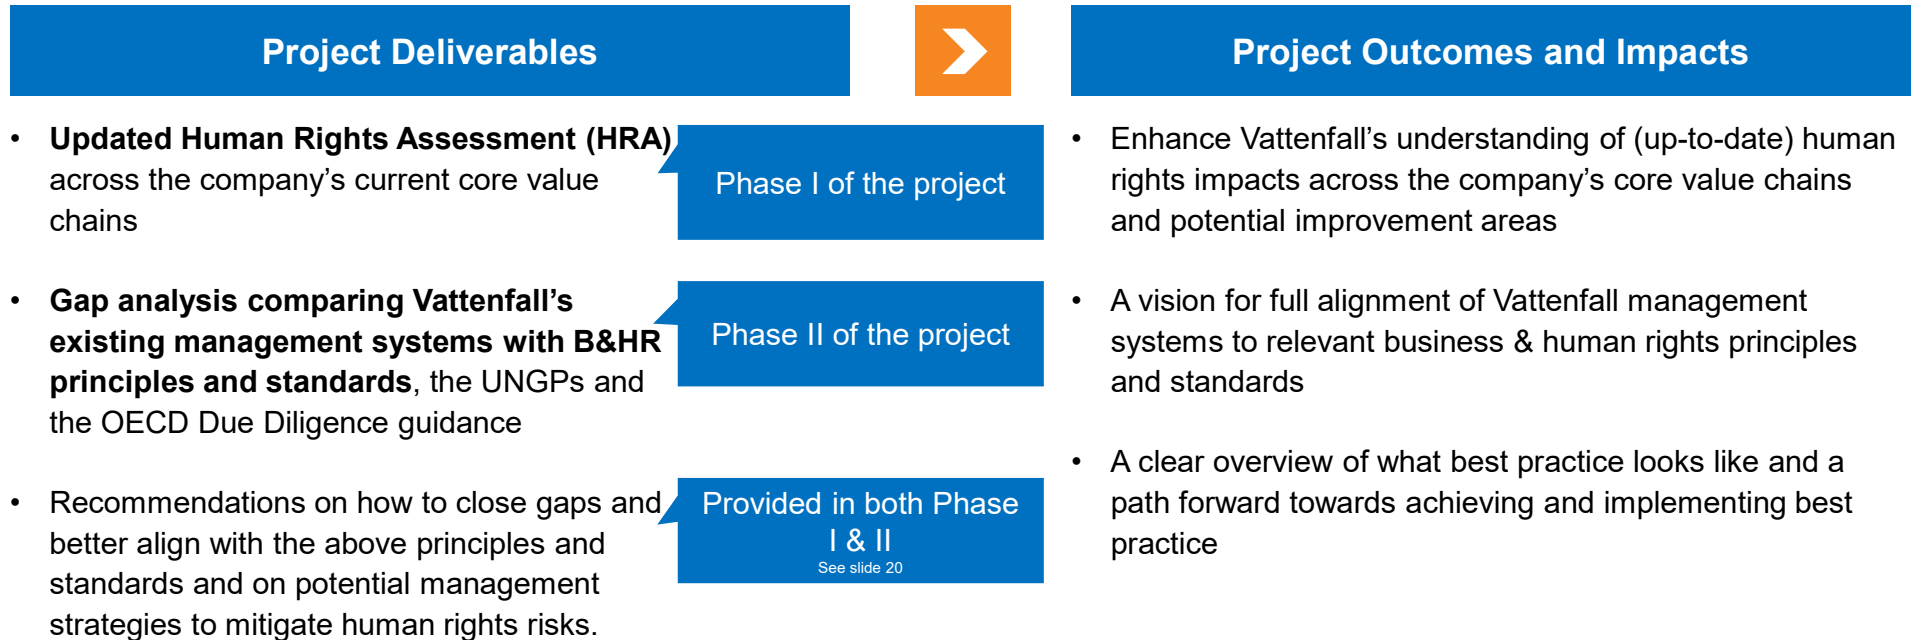 Project Deliverables
Project Outcomes and Impacts
• Updated Human Rights Assessment (HRA)
across the company’s current core value
chains
Phase I of the project
• Gap analysis comparing Vattenfall’s
existing management systems with B&HR
principles and standards, the UNGPs and
the OECD Due Diligence guidance
Phase II of the project
• Recommendations on how to close gaps and
better align with the above principles and
standards and on potential management
strategies to mitigate human rights risks.
Provided in both Phase
I & II
See slide 20
• Enhance Vattenfall’s understanding of (up-to-date) human
rights impacts across the company’s core value chains
and potential improvement areas
• A vision for full alignment of Vattenfall management
systems to relevant business & human rights principles
and standards
• A clear overview of what best practice looks like and a
path forward towards achieving and implementing best
practice